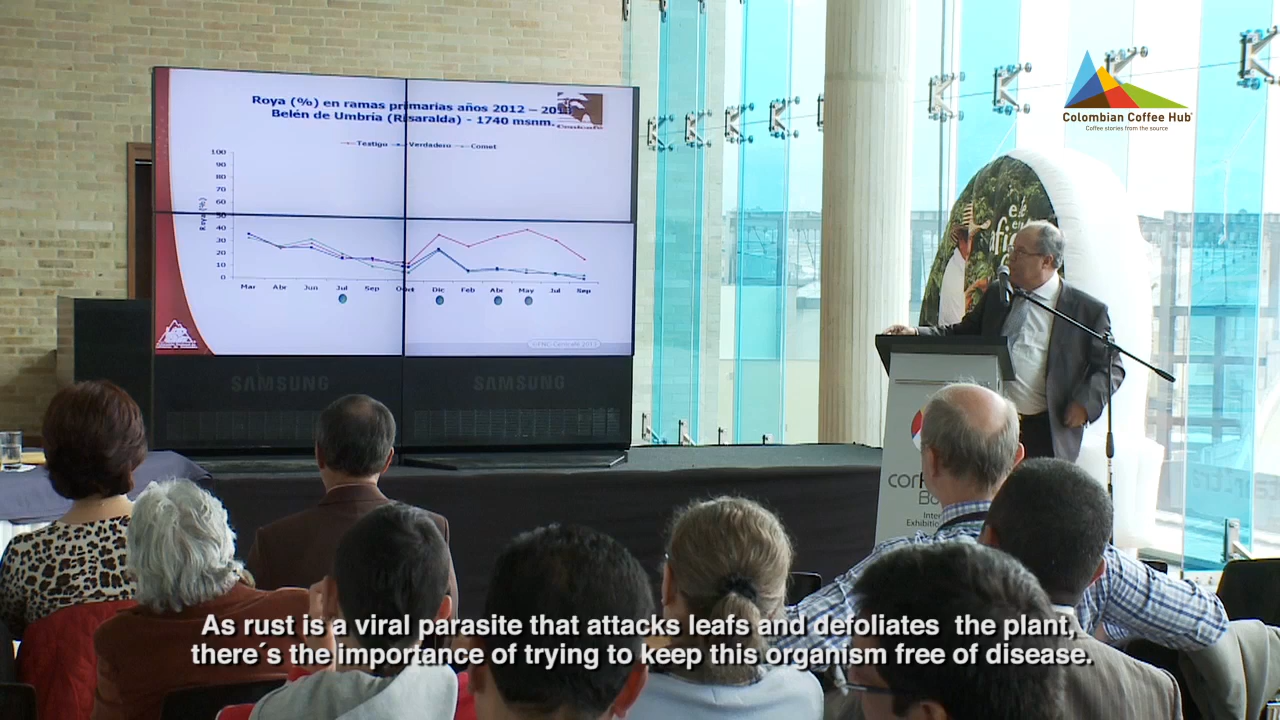 Colombian Coffee Hub
Coffee stories from the source
Roya (%) en ramas primarias años 2012 –
Belén de Umbría (Risaralda) - 1740 msnm.
Testigo Verdadero Comet
Roya (%)
100
90
80
70
60
50
40
30
20
10
0
Mar Abr Jun Jul Sep Oct Dic Feb Abr May Jul Sep
SAMSUNG SAMSUNG
As rust is a viral parasite that attacks leafs and defoliates the plant,
there´s the importance of trying to keep this organism free of disease.